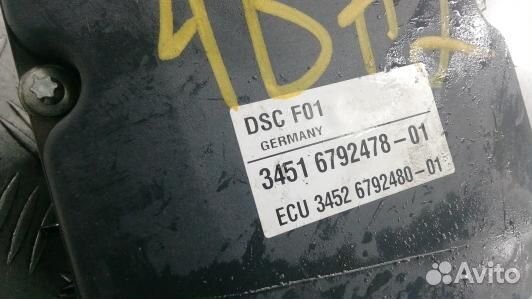 DSC F01
GERMANY
3451 6792478-01
ECU 3452 6792480-01
Avito